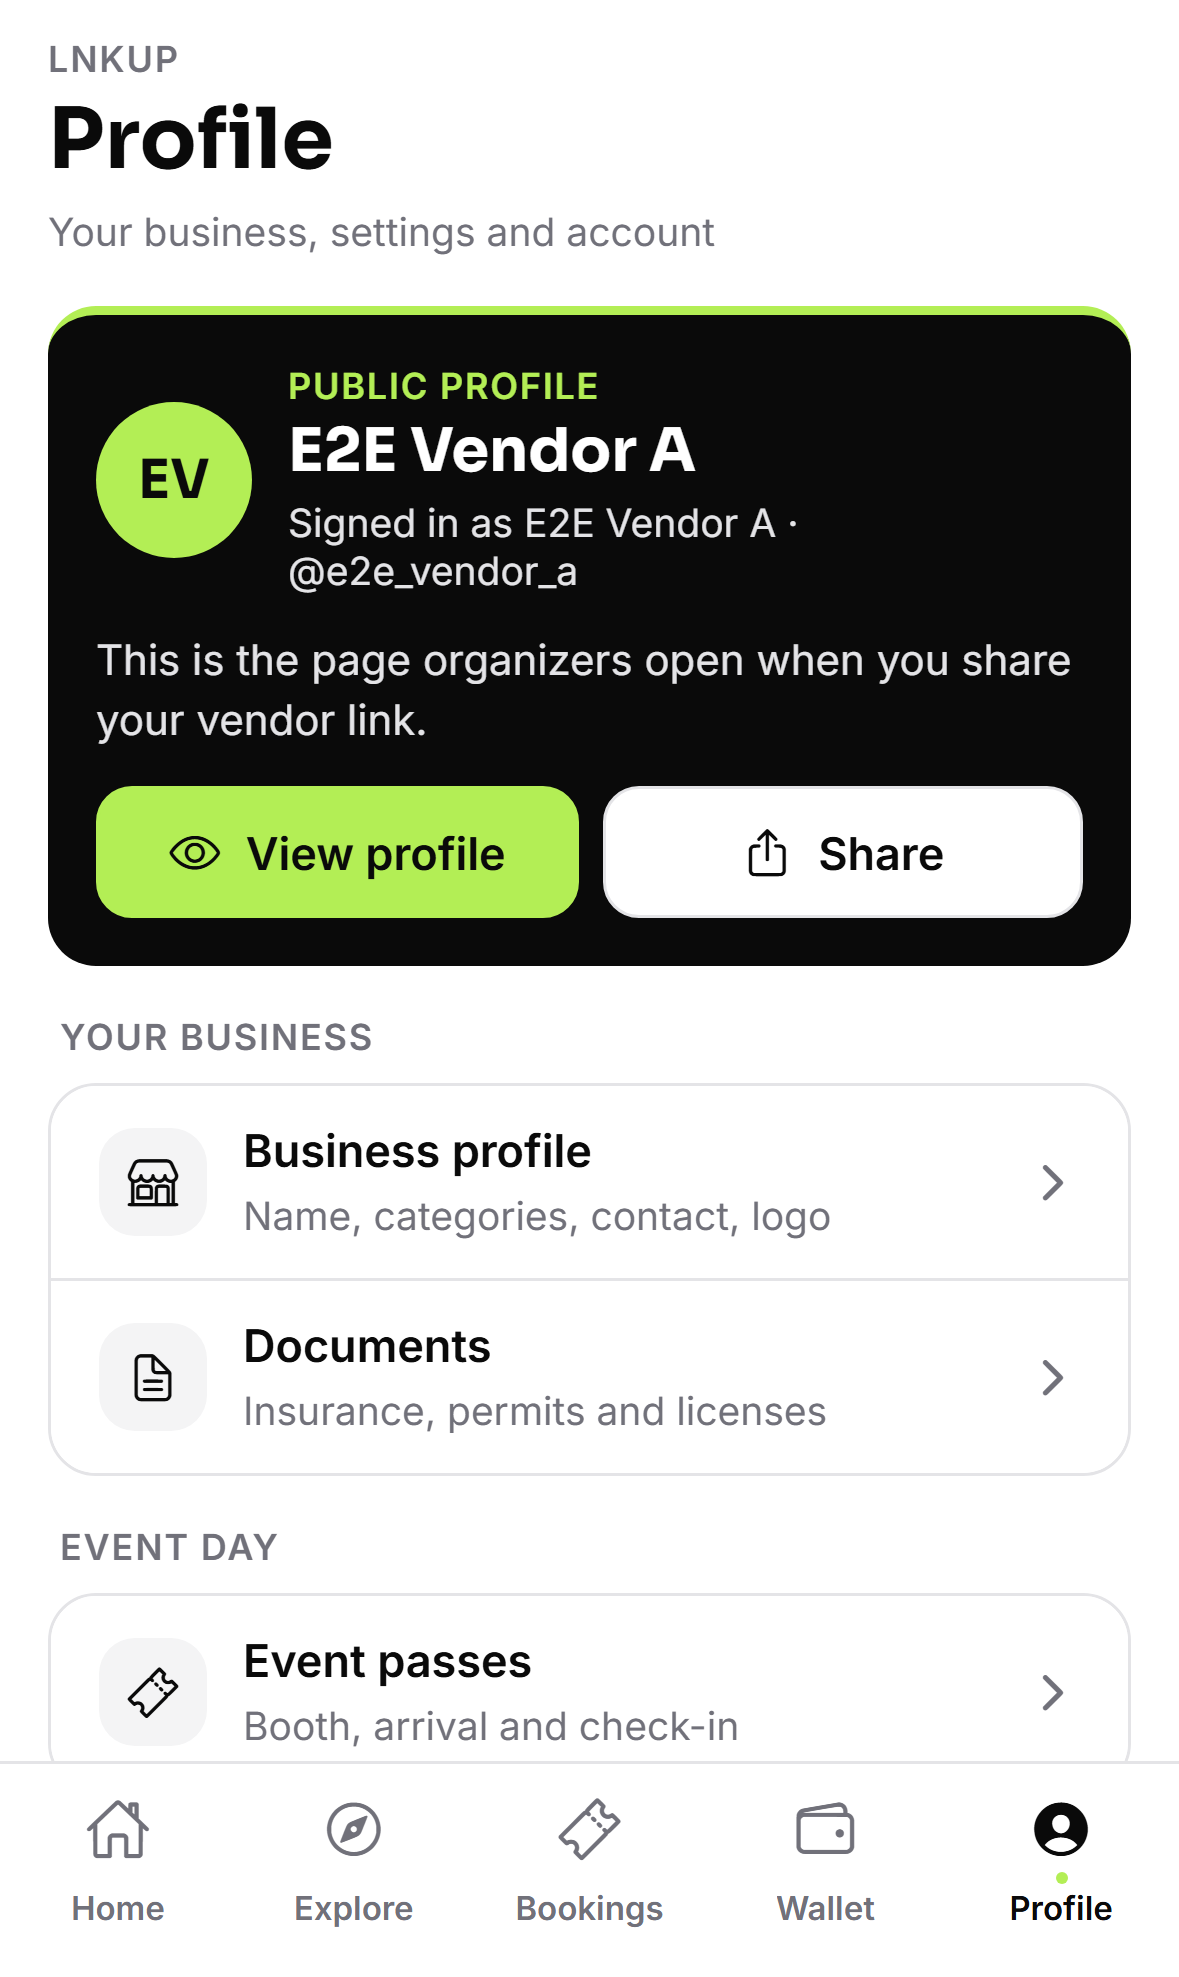 LNKUP
Profile
Your business, settings and account
PUBLIC PROFILE
EV
E2E Vendor A
Signed in as E2E Vendor A ·
@e2e_vendor_a
This is the page organizers open when you share
your vendor link.
View profile
Share
YOUR BUSINESS
Business profile
Name, categories, contact, logo
Documents
Insurance, permits and licenses
EVENT DAY
Event passes
Booth, arrival and check-in
Home
Explore
Bookings
Wallet
Profile